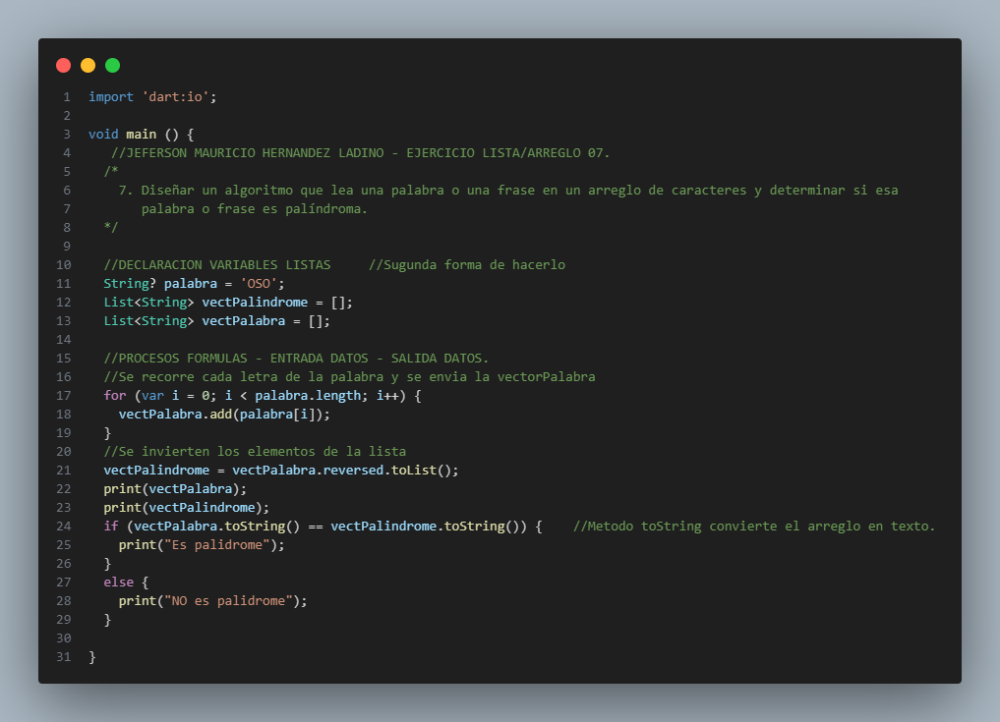 1 import 'dart:io';
2
3 void main () {
4    //JEFERSON MAURICIO HERNANDEZ LADINO - EJERCICIO LISTA/ARREGLO 07.
5   /*
6     7. Diseñar un algoritmo que lea una palabra o una frase en un arreglo de caracteres y determinar si esa
7        palabra o frase es palíndroma.
8   */
9
10   //DECLARACION VARIABLES LISTAS     //Sugunda forma de hacerlo
11   String? palabra = 'OSO';
12   List<String> vectPalindrome = [];
13   List<String> vectPalabra = [];
14
15   //PROCESOS FORMULAS - ENTRADA DATOS - SALIDA DATOS.
16   //Se recorre cada letra de la palabra y se envia la vectorPalabra
17   for (var i = 0; i < palabra.length; i++) {
18     vectPalabra.add(palabra[i]);
19   }
20   //Se invierten los elementos de la lista
21   vectPalindrome = vectPalabra.reversed.toList();
22   print(vectPalabra);
23   print(vectPalindrome);
24   if (vectPalabra.toString() == vectPalindrome.toString()) {    //Metodo toString convierte el arreglo en texto.
25     print("Es palidrome");
26   }
27   else {
28     print("NO es palidrome");
29   }
30
31 }